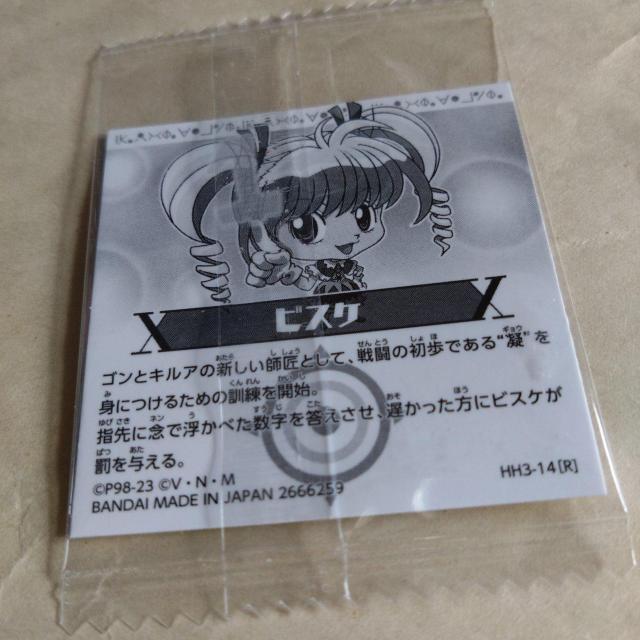 ビスケ
ゴンとキルアの新しい師匠として、戦闘の初歩である“凝”を
身につけるための訓練を開始。
指先に念で浮かべた数字を答えさせ、遅かった方にビスケが
罰を与える。
©P98-23 ©V・N・M
BANDAI MADE IN JAPAN 2666259
HH3-14[R]